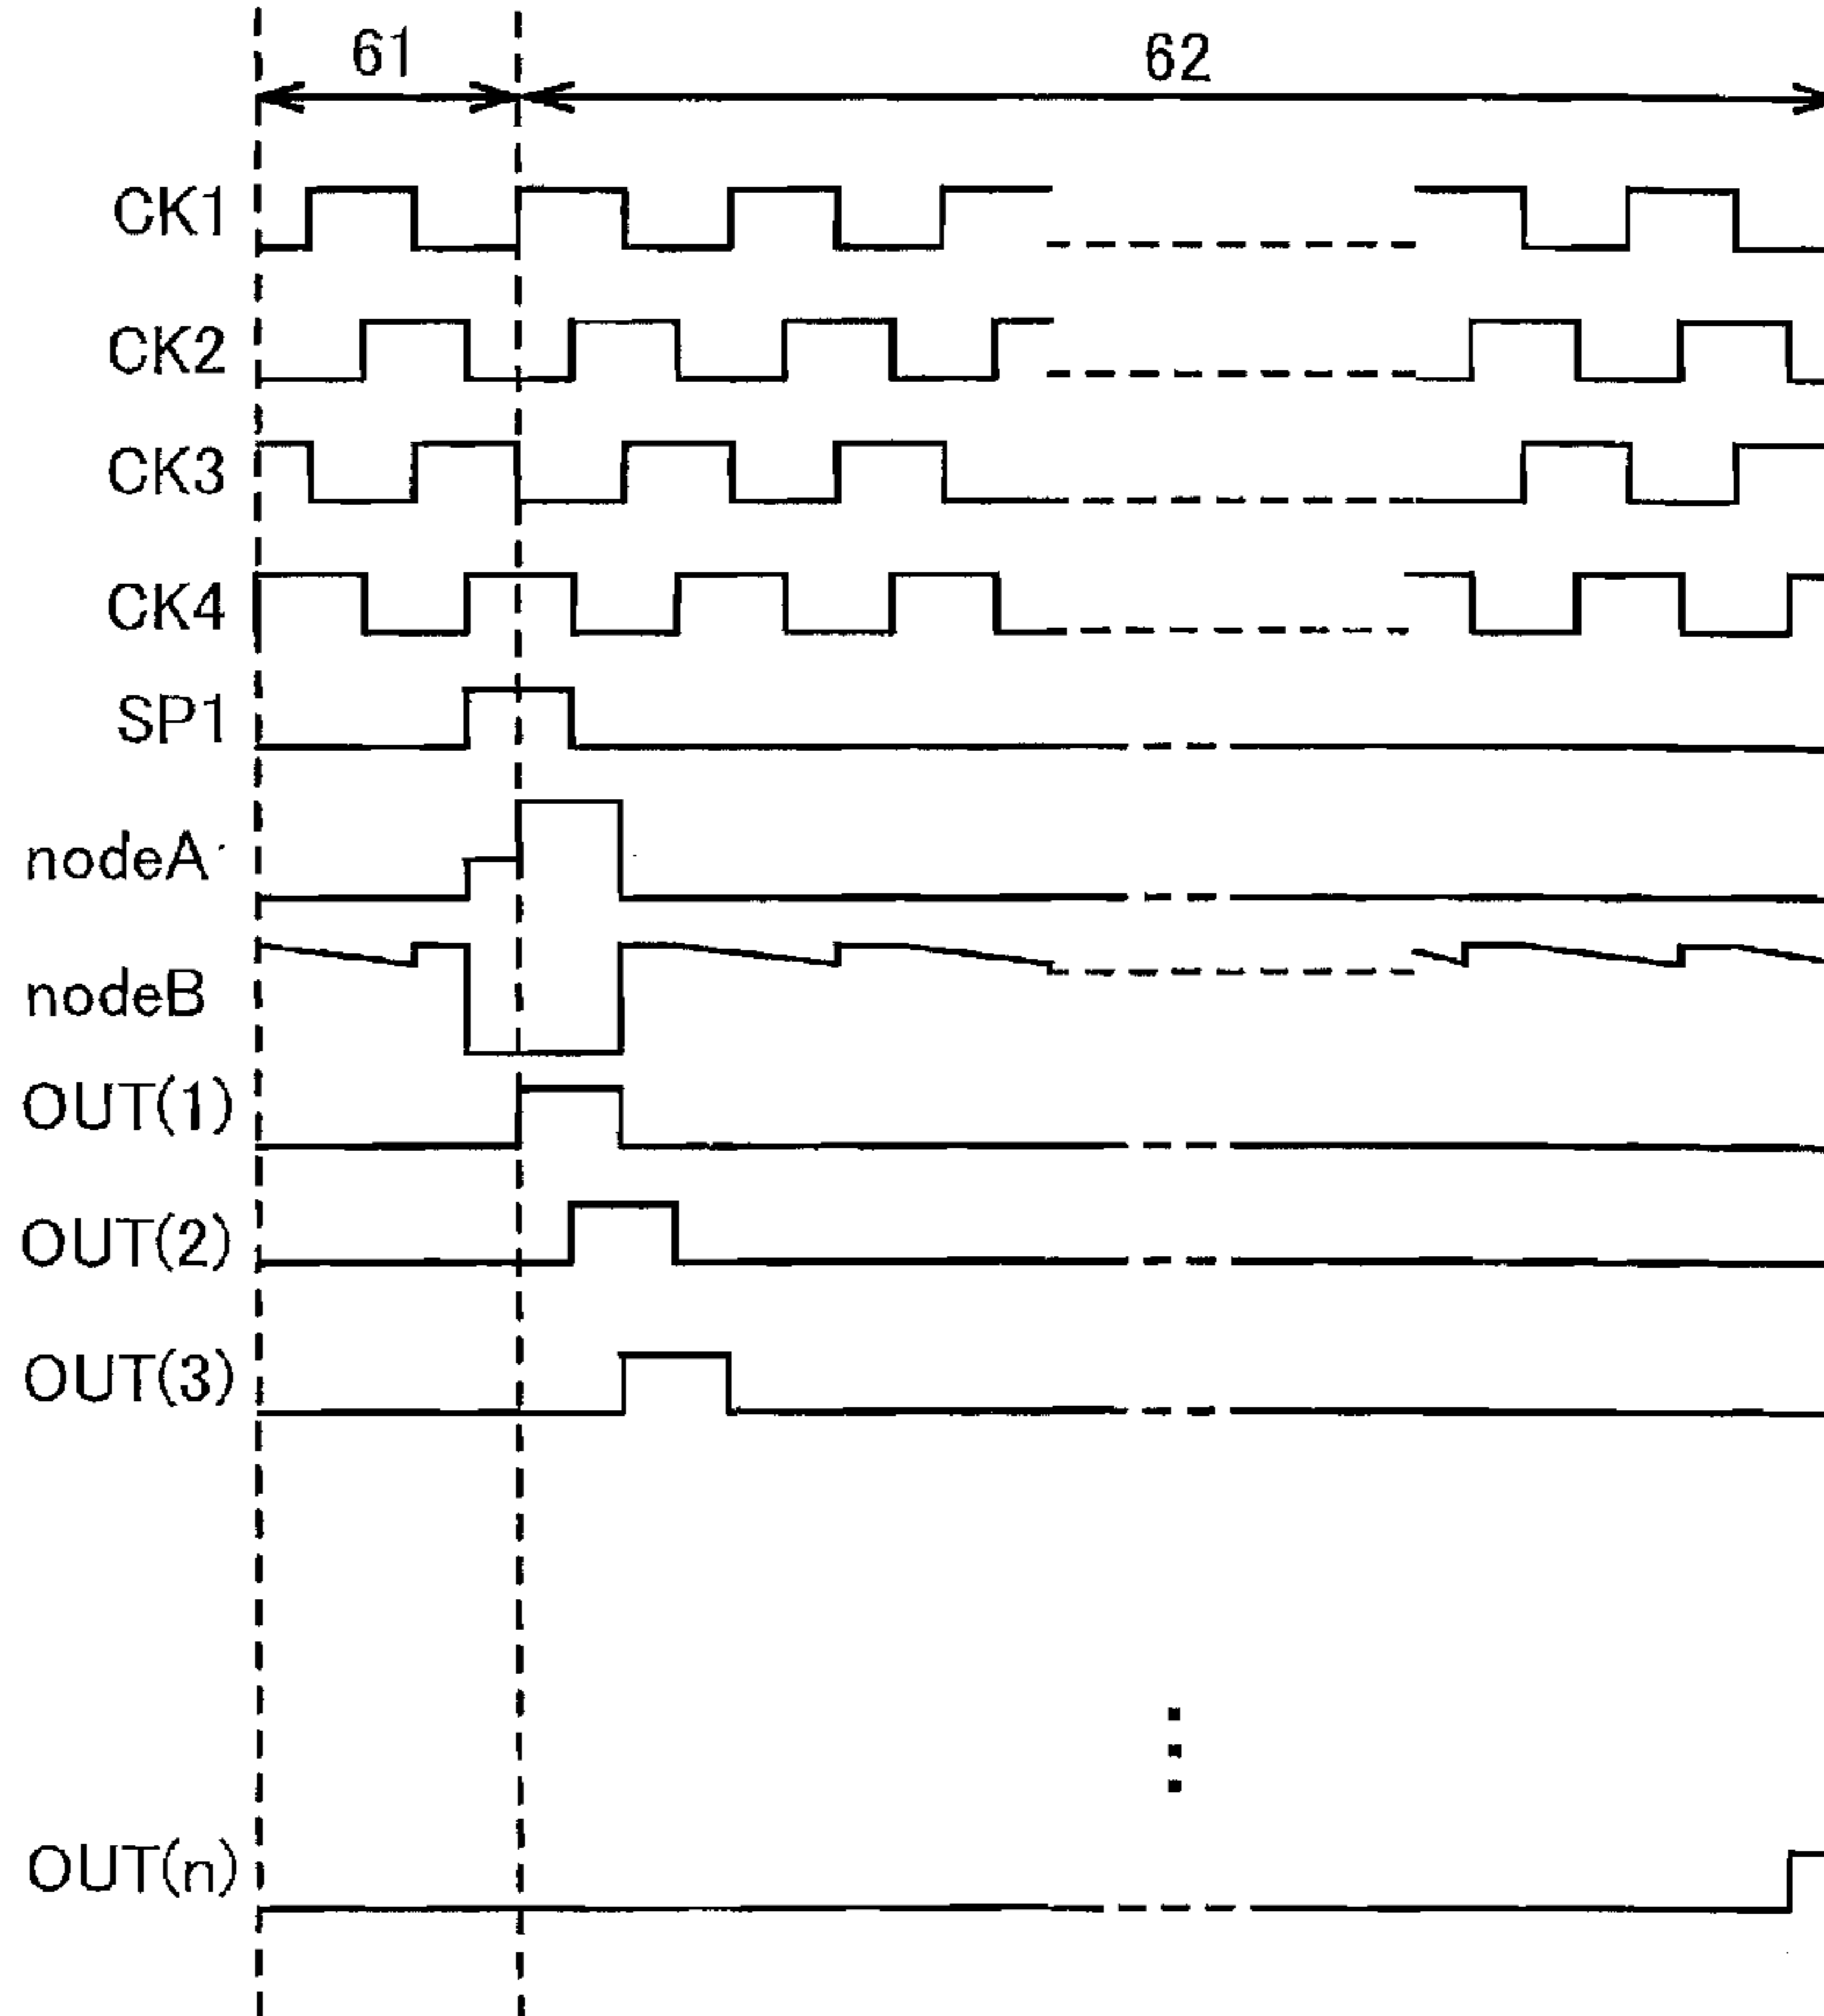 61 62
CK1
CK2
CK3
CK4
SP1
nodeA
nodeB
OUT(1)
OUT(2)
OUT(3)
OUT(n)